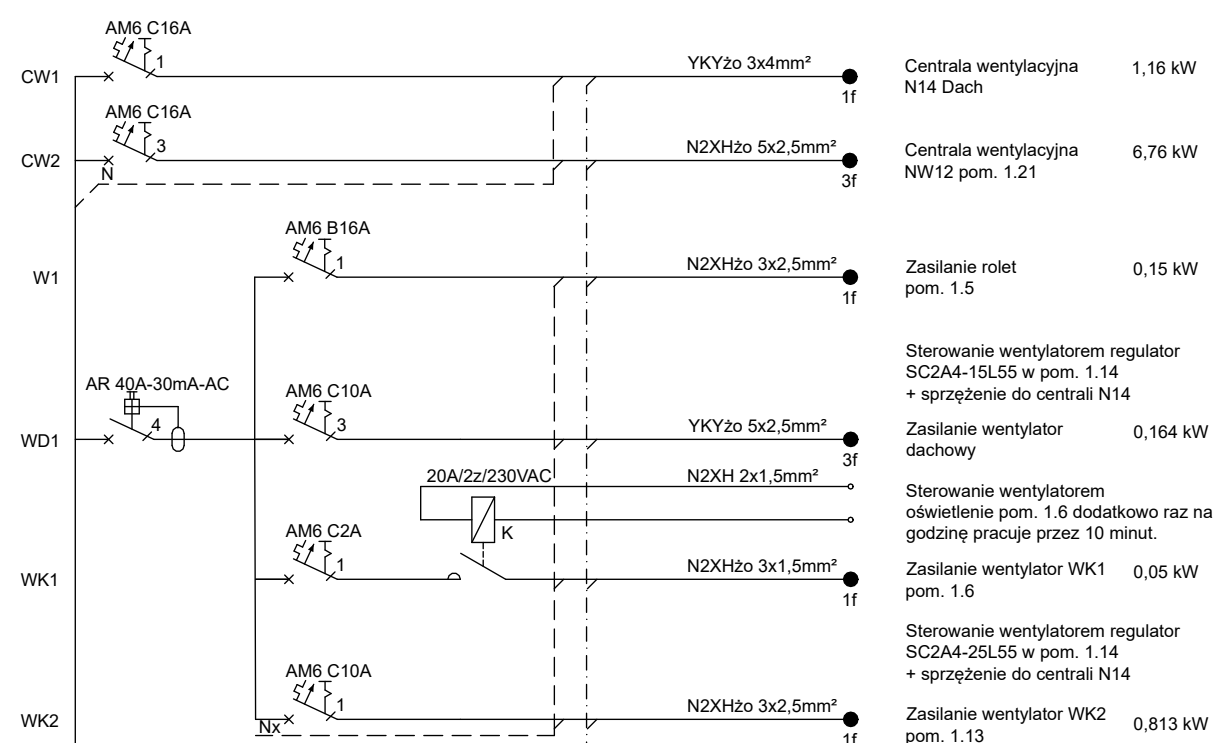 AM6 C16A
CW1
1
YKYżo 3x4mm²
1f
Centrala wentylacyjna
N14 Dach
1,16 kW
AM6 C16A
CW2
3
N
N2XHżo 5x2,5mm²
3f
Centrala wentylacyjna
NW12 pom. 1.21
6,76 kW
AM6 B16A
W1
1
N2XHżo 3x2,5mm²
1f
Zasilanie rolet
pom. 1.5
0,15 kW
Sterowanie wentylatorem regulator
SC2A4-15L55 w pom. 1.14
+ sprzężenie do centrali N14
AR 40A-30mA-AC
WD1
4
AM6 C10A
3
YKYżo 5x2,5mm²
3f
Zasilanie wentylator
dachowy
0,164 kW
20A/2z/230VAC
K
N2XH 2x1,5mm²
Sterowanie wentylatorem
oświetlenie pom. 1.6 dodatkowo raz na
godzinę pracuje przez 10 minut.
AM6 C2A
WK1
1
N2XHżo 3x1,5mm²
1f
Zasilanie wentylator WK1
pom. 1.6
0,05 kW
Sterowanie wentylatorem regulator
SC2A4-25L55 w pom. 1.14
+ sprzężenie do centrali N14
AM6 C10A
WK2
1
Nx
N2XHżo 3x2,5mm²
1f
Zasilanie wentylator WK2
pom. 1.13
0,813 kW